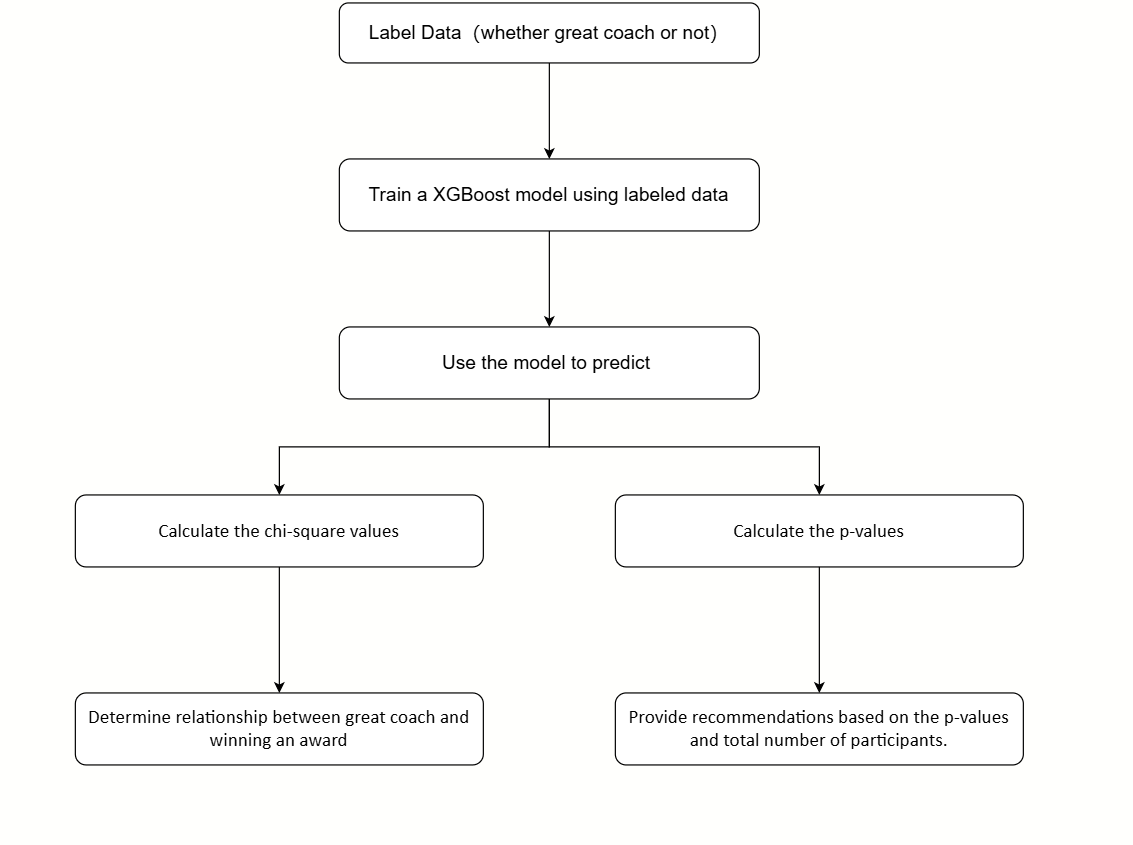 Label Data（whether great coach or not）
Train a XGBoost model using labeled data
Use the model to predict
Calculate the chi-square values
Calculate the p-values
Determine relationship between great coach and
winning an award
Provide recommendations based on the p-values
and total number of participants.